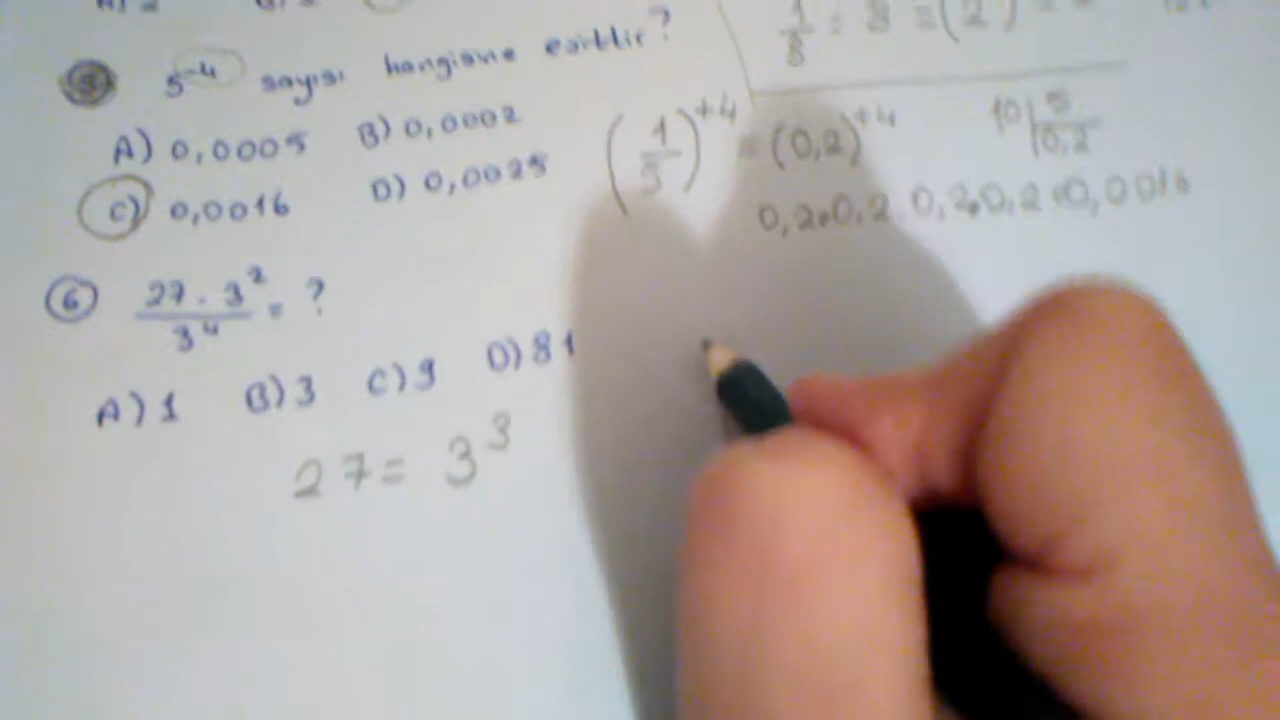 5⁻⁴ sayısı hangisine eşittir?
A) 0,0005 B) 0,0002
C) 0,0016 D) 0,0025
(1/5)⁺⁴ = (0,2)⁺⁴
10 | 5
0,2
0,2.0,2.0,2.0,2=0,0016
6 27 . 3² / 3⁴ = ?
A) 1 B) 3 C) 9 D) 81
27 = 3³